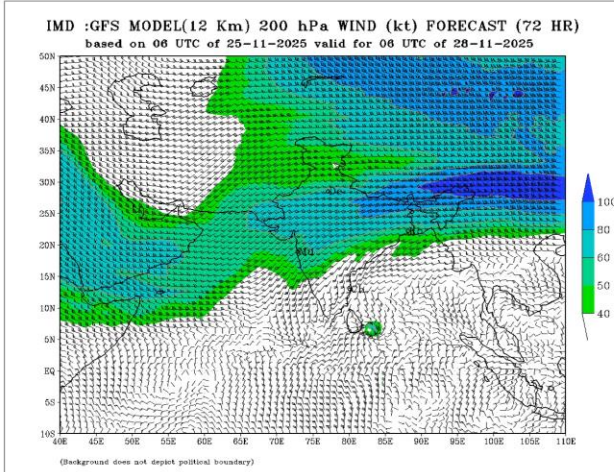 IMD :GFS MODEL(12 Km) 200 hPa WIND (kt) FORECAST (72 HR)
based on 06 UTC of 25-11-2025 valid for 06 UTC of 28-11-2025
50N
45N
40N
35N
30N
25N
20N
15N
10N
5N
EQ
5S
10S
40E 45E 50E 55E 60E 65E 70E 75E 80E 85E 90E 95E 100E 105E 110E
100
80
60
50
40
(Background does not depict political boundary)